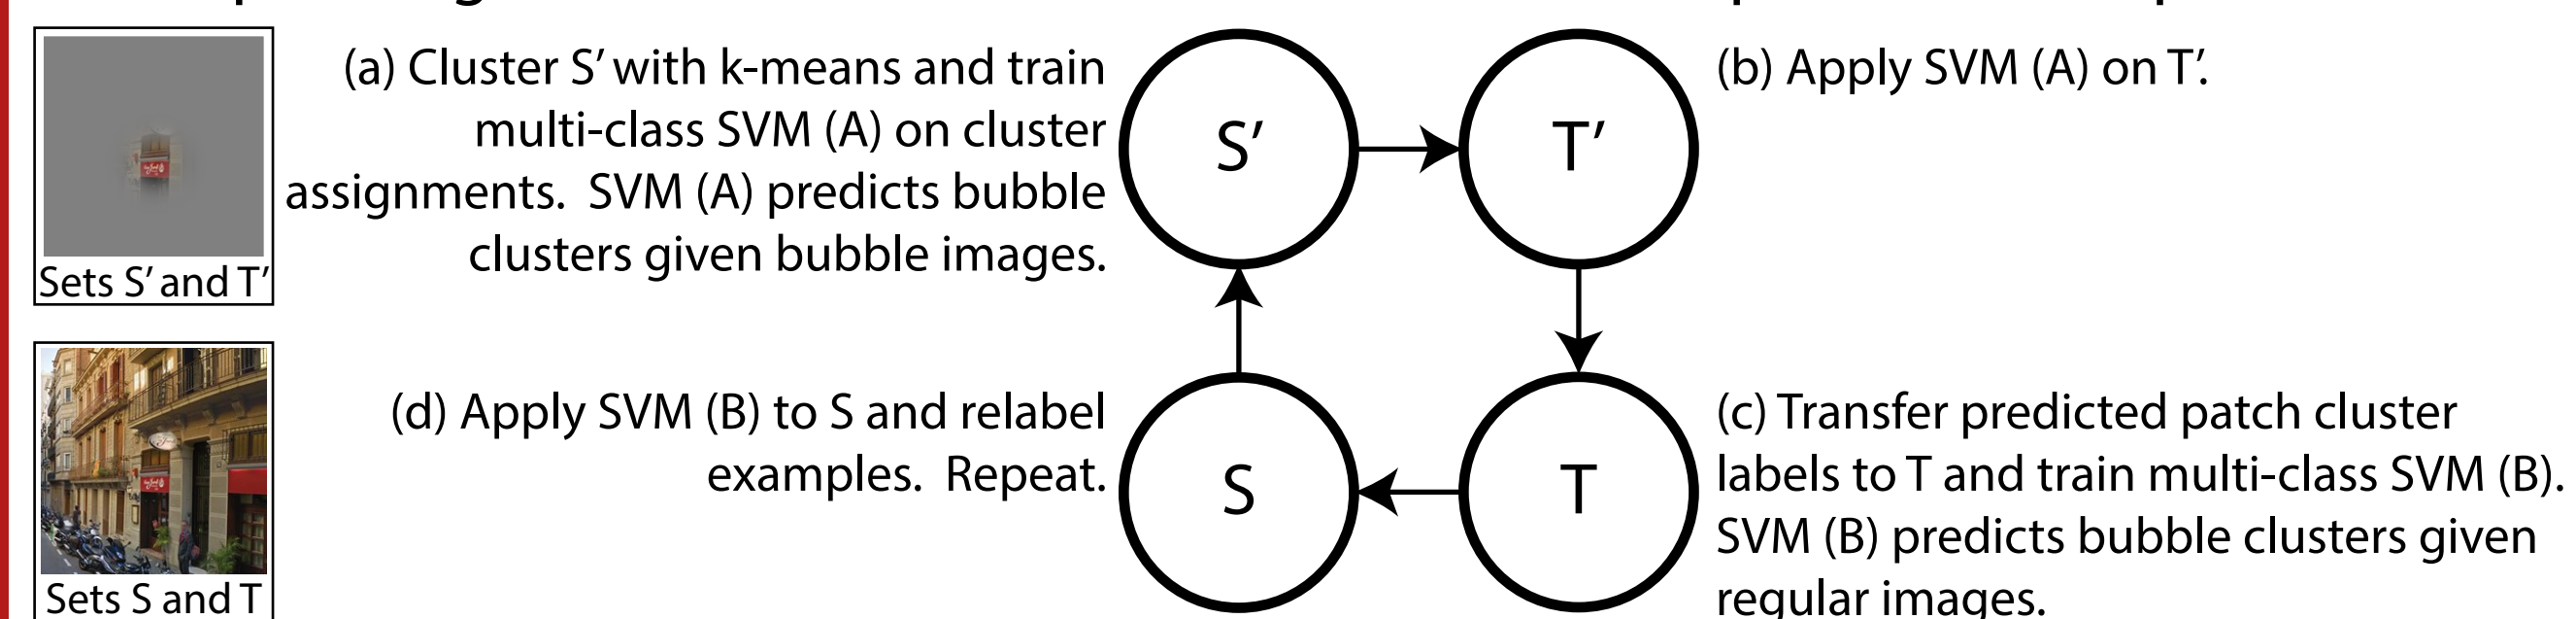 (a) Cluster S’ with k-means and train
multi-class SVM (A) on cluster
assignments.  SVM (A) predicts bubble
clusters given bubble images.
Sets S’ and T’
S’
T’
(b) Apply SVM (A) on T’.
(d) Apply SVM (B) to S and relabel
examples.  Repeat.
Sets S and T
S
T
(c) Transfer predicted patch cluster
labels to T and train multi-class SVM (B).
SVM (B) predicts bubble clusters given
regular images.